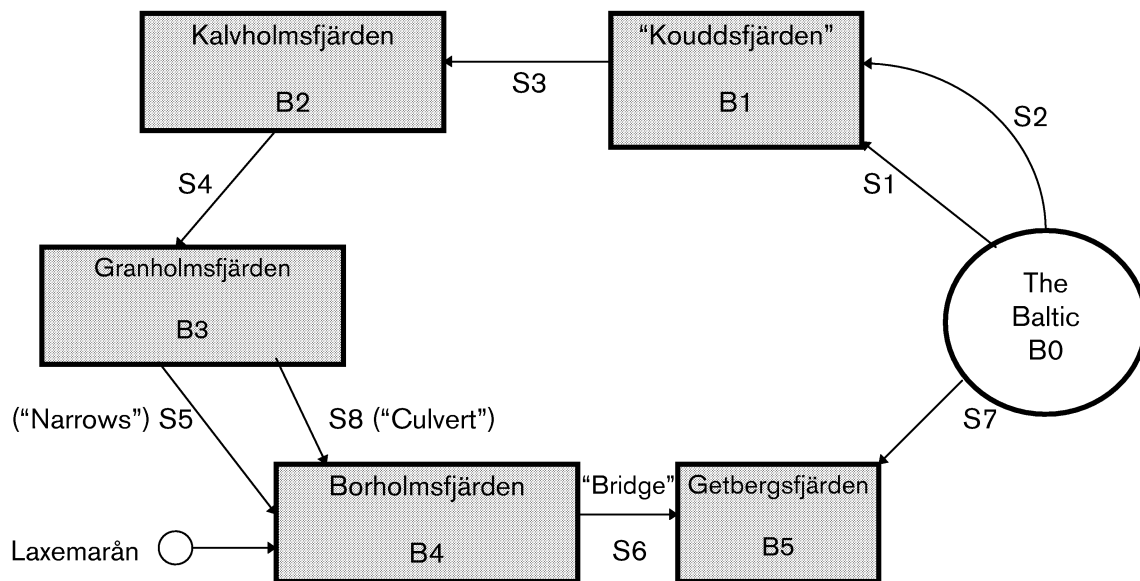 Kalvholmsfjärden
B2
“Kouddsfjärden”
B1
S3
S2
S1
S4
Granholmsfjärden
B3
The
Baltic
B0
(“Narrows”) S5
S8 (“Culvert”)
S7
Borholmsfjärden
B4
“Bridge”
S6
Getbergsfjärden
B5
Laxemarån